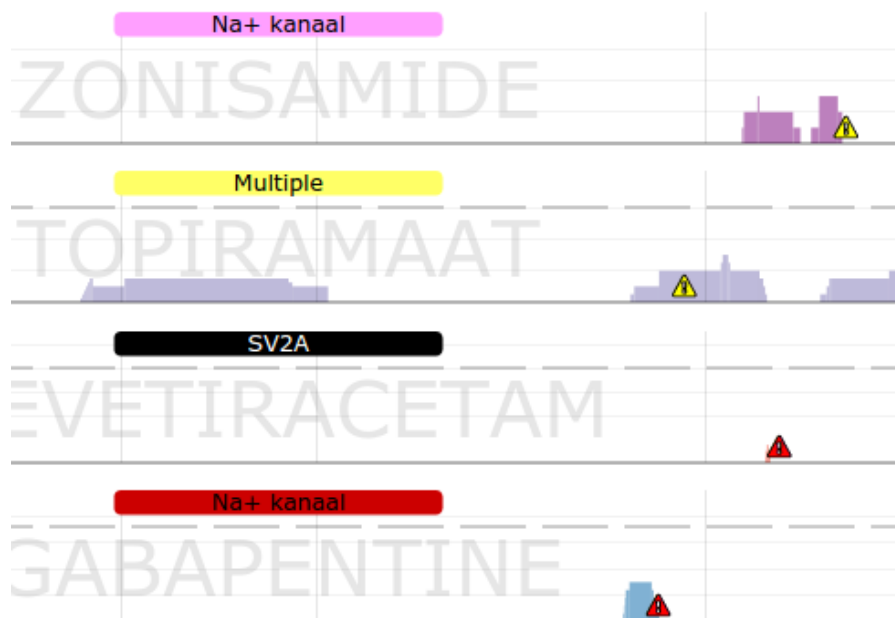 Na+ kanaal
ZONISAMIDE
Multiple
TOPIRAMAAT
SV2A
EVETIRACETAM
Na+ kanaal
GABAPENTINE